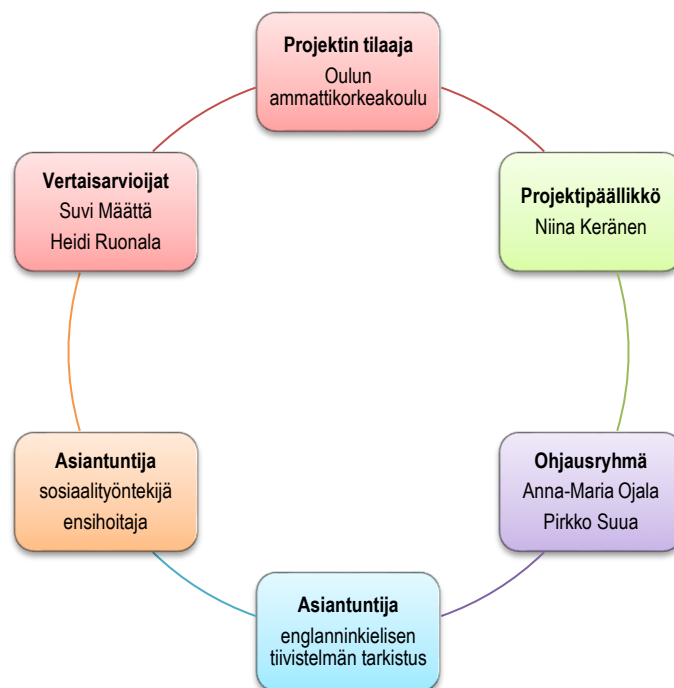 Projektin tilaaja
Oulun
ammattikorkeakoulu
Projektipäällikkö
Niina Keränen
Ohjausryhmä
Anna-Maria Ojala
Pirkko Suua
Asiantuntija
englanninkielisen
tiivistelmän tarkistus
Asiantuntija
sosiaalityöntekijä
ensihoitaja
Vertaisarvioijat
Suvi Määttä
Heidi Ruonala